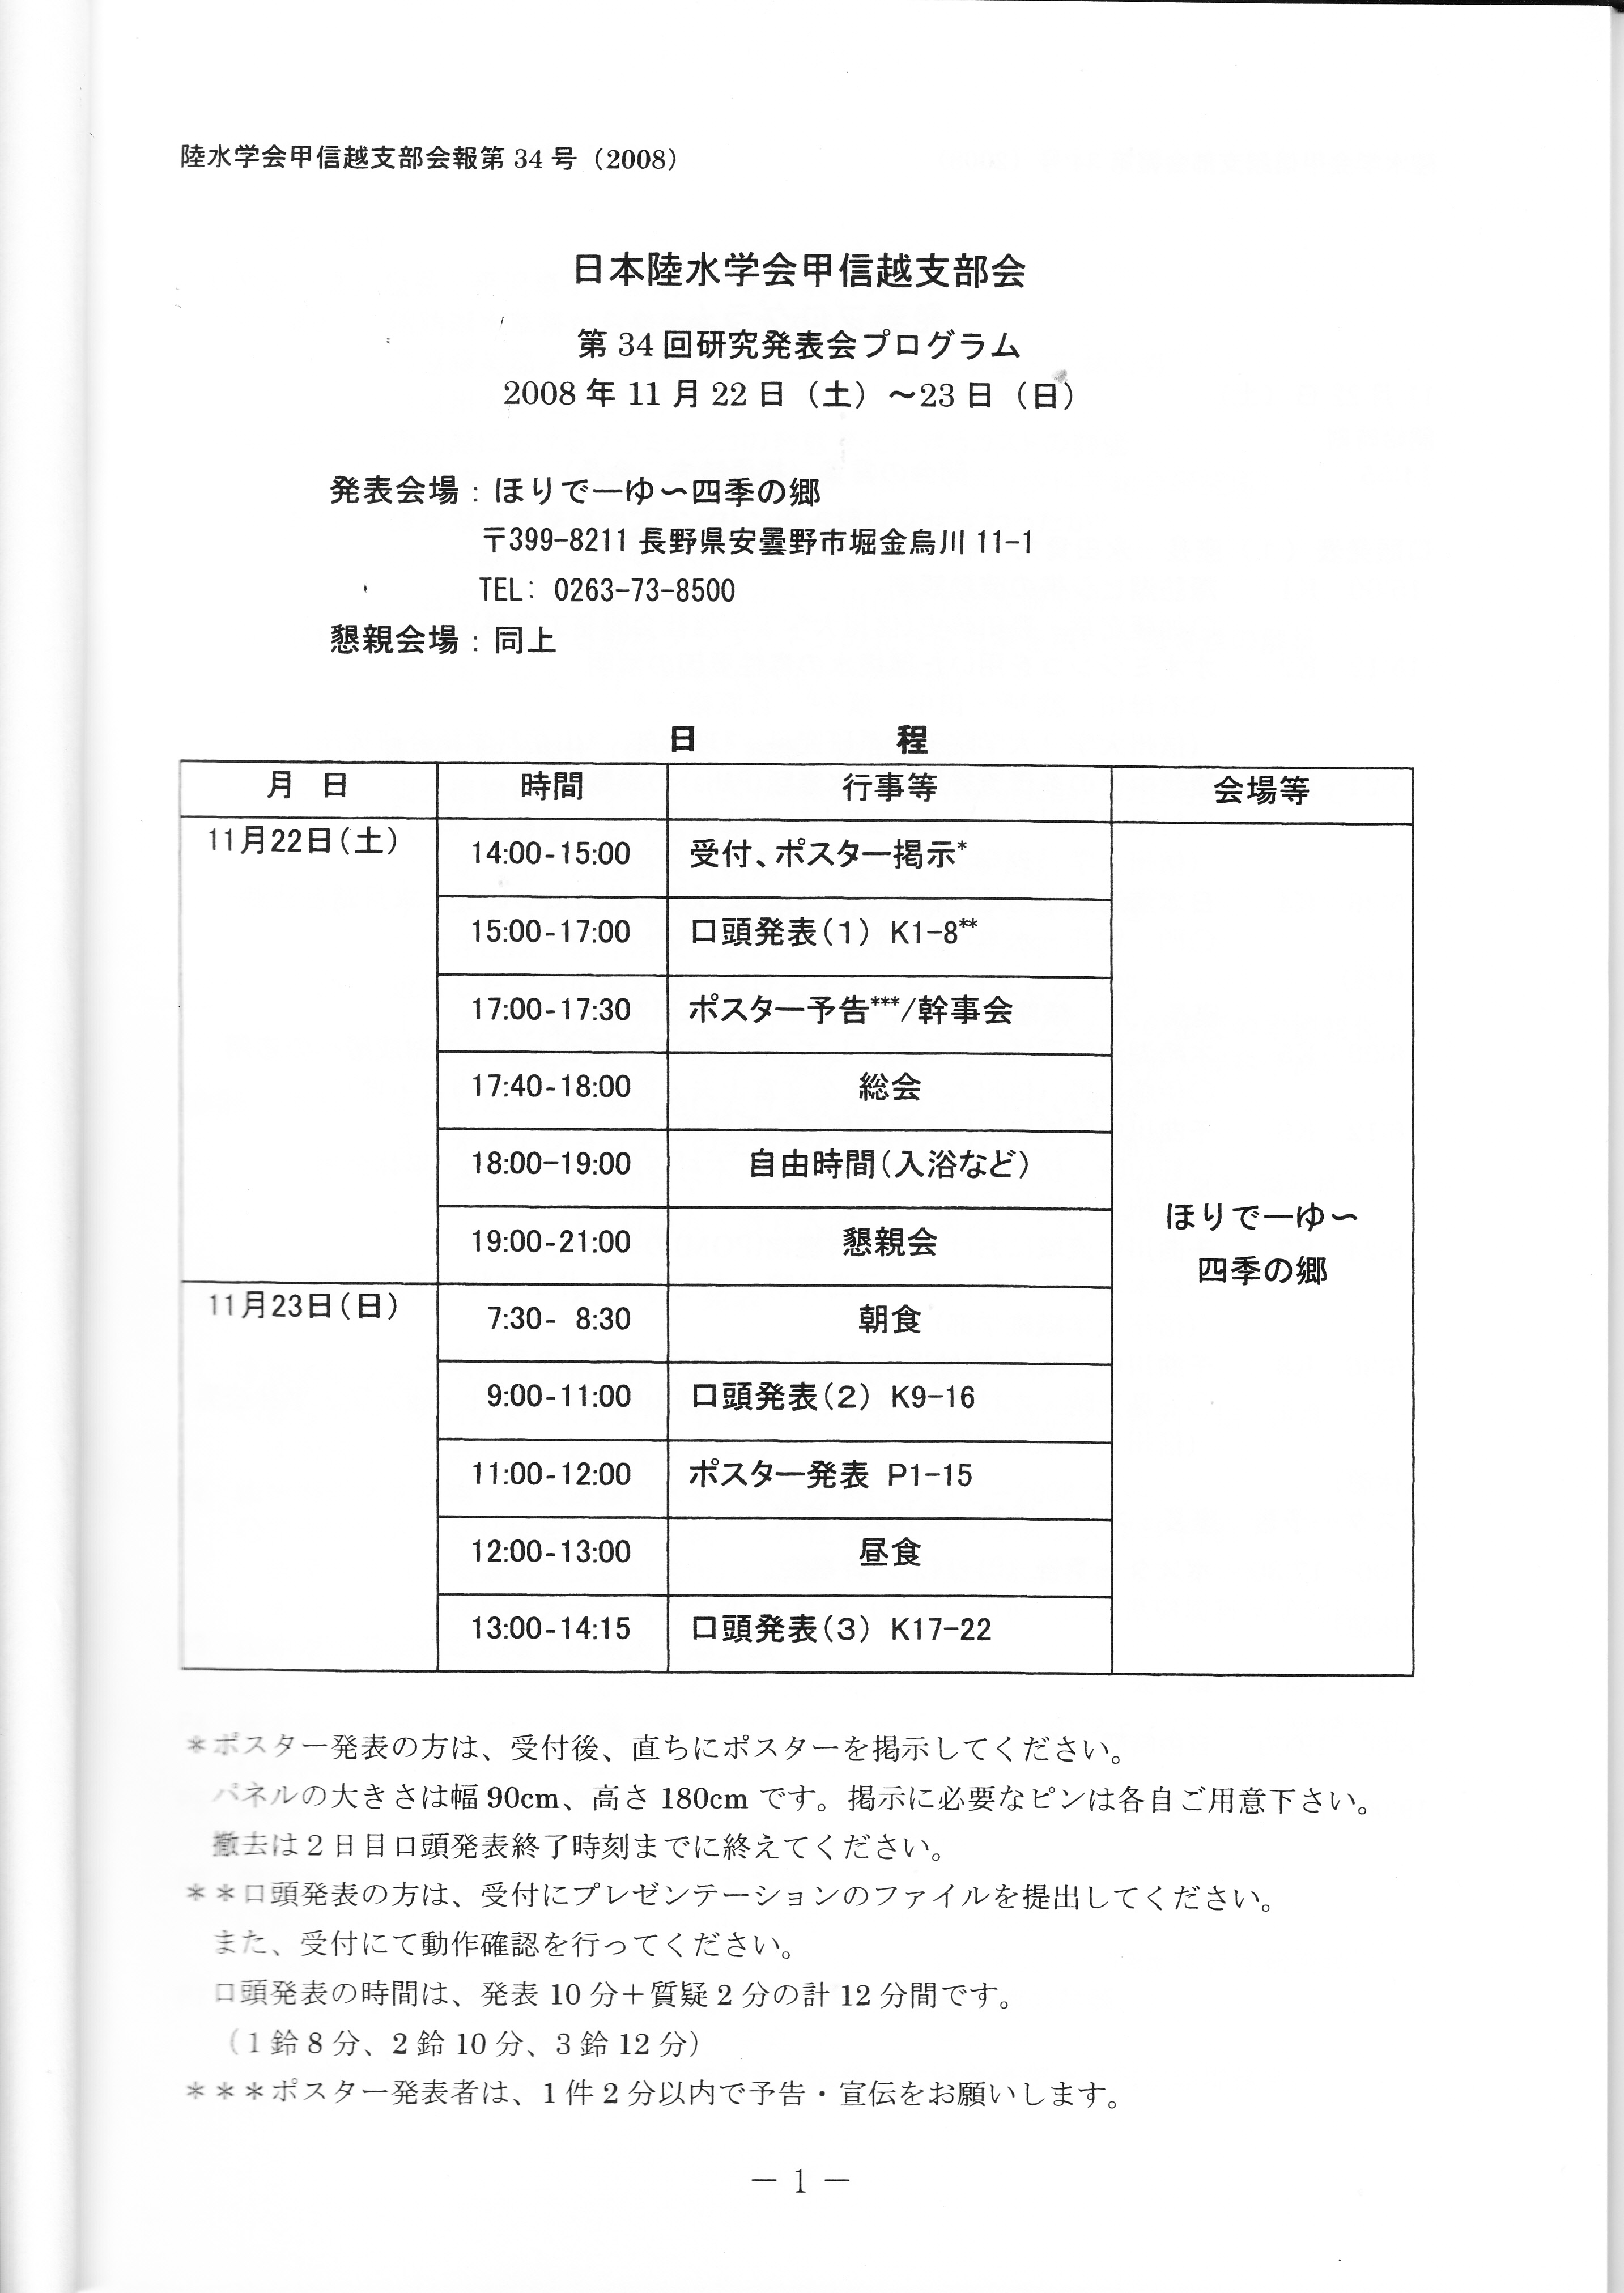 陸水学会甲信越支部会報第 34 号（2008）
日本陸水学会甲信越支部会
第 34 回研究発表会プログラム
2008 年 11 月 22 日（土）～23 日（日）
発表会場：ほりでーゆ～四季の郷
〒399-8211 長野県安曇野市堀金烏川 11-1
TEL: 0263-73-8500
懇親会場：同上
日 程
月 日 時間 行事等 会場等
11月22日（土） 14:00-15:00 受付、ポスター掲示*
15:00-17:00 口頭発表（1） K1-8**
17:00-17:30 ポスター予告***/幹事会
17:40-18:00 総会
18:00-19:00 自由時間（入浴など）
19:00-21:00 懇親会
ほりでーゆ～
四季の郷
11月23日（日） 7:30- 8:30 朝食
9:00-11:00 口頭発表（2） K9-16
11:00-12:00 ポスター発表 P1-15
12:00-13:00 昼食
13:00-14:15 口頭発表（3） K17-22
＊ポスター発表の方は、受付後、直ちにポスターを掲示してください。
パネルの大きさは幅 90cm、高さ 180cm です。掲示に必要なピンは各自ご用意下さい。
撤去は 2 日目口頭発表終了時刻までに終えてください。
＊＊口頭発表の方は、受付にプレゼンテーションのファイルを提出してください。
また、受付にて動作確認を行ってください。
口頭発表の時間は、発表 10 分＋質疑 2 分の計 12 分間です。
（1 鈴 8 分、2 鈴 10 分、3 鈴 12 分）
＊＊＊ポスター発表者は、1 件 2 分以内で予告・宣伝をお願いします。
－ 1 －